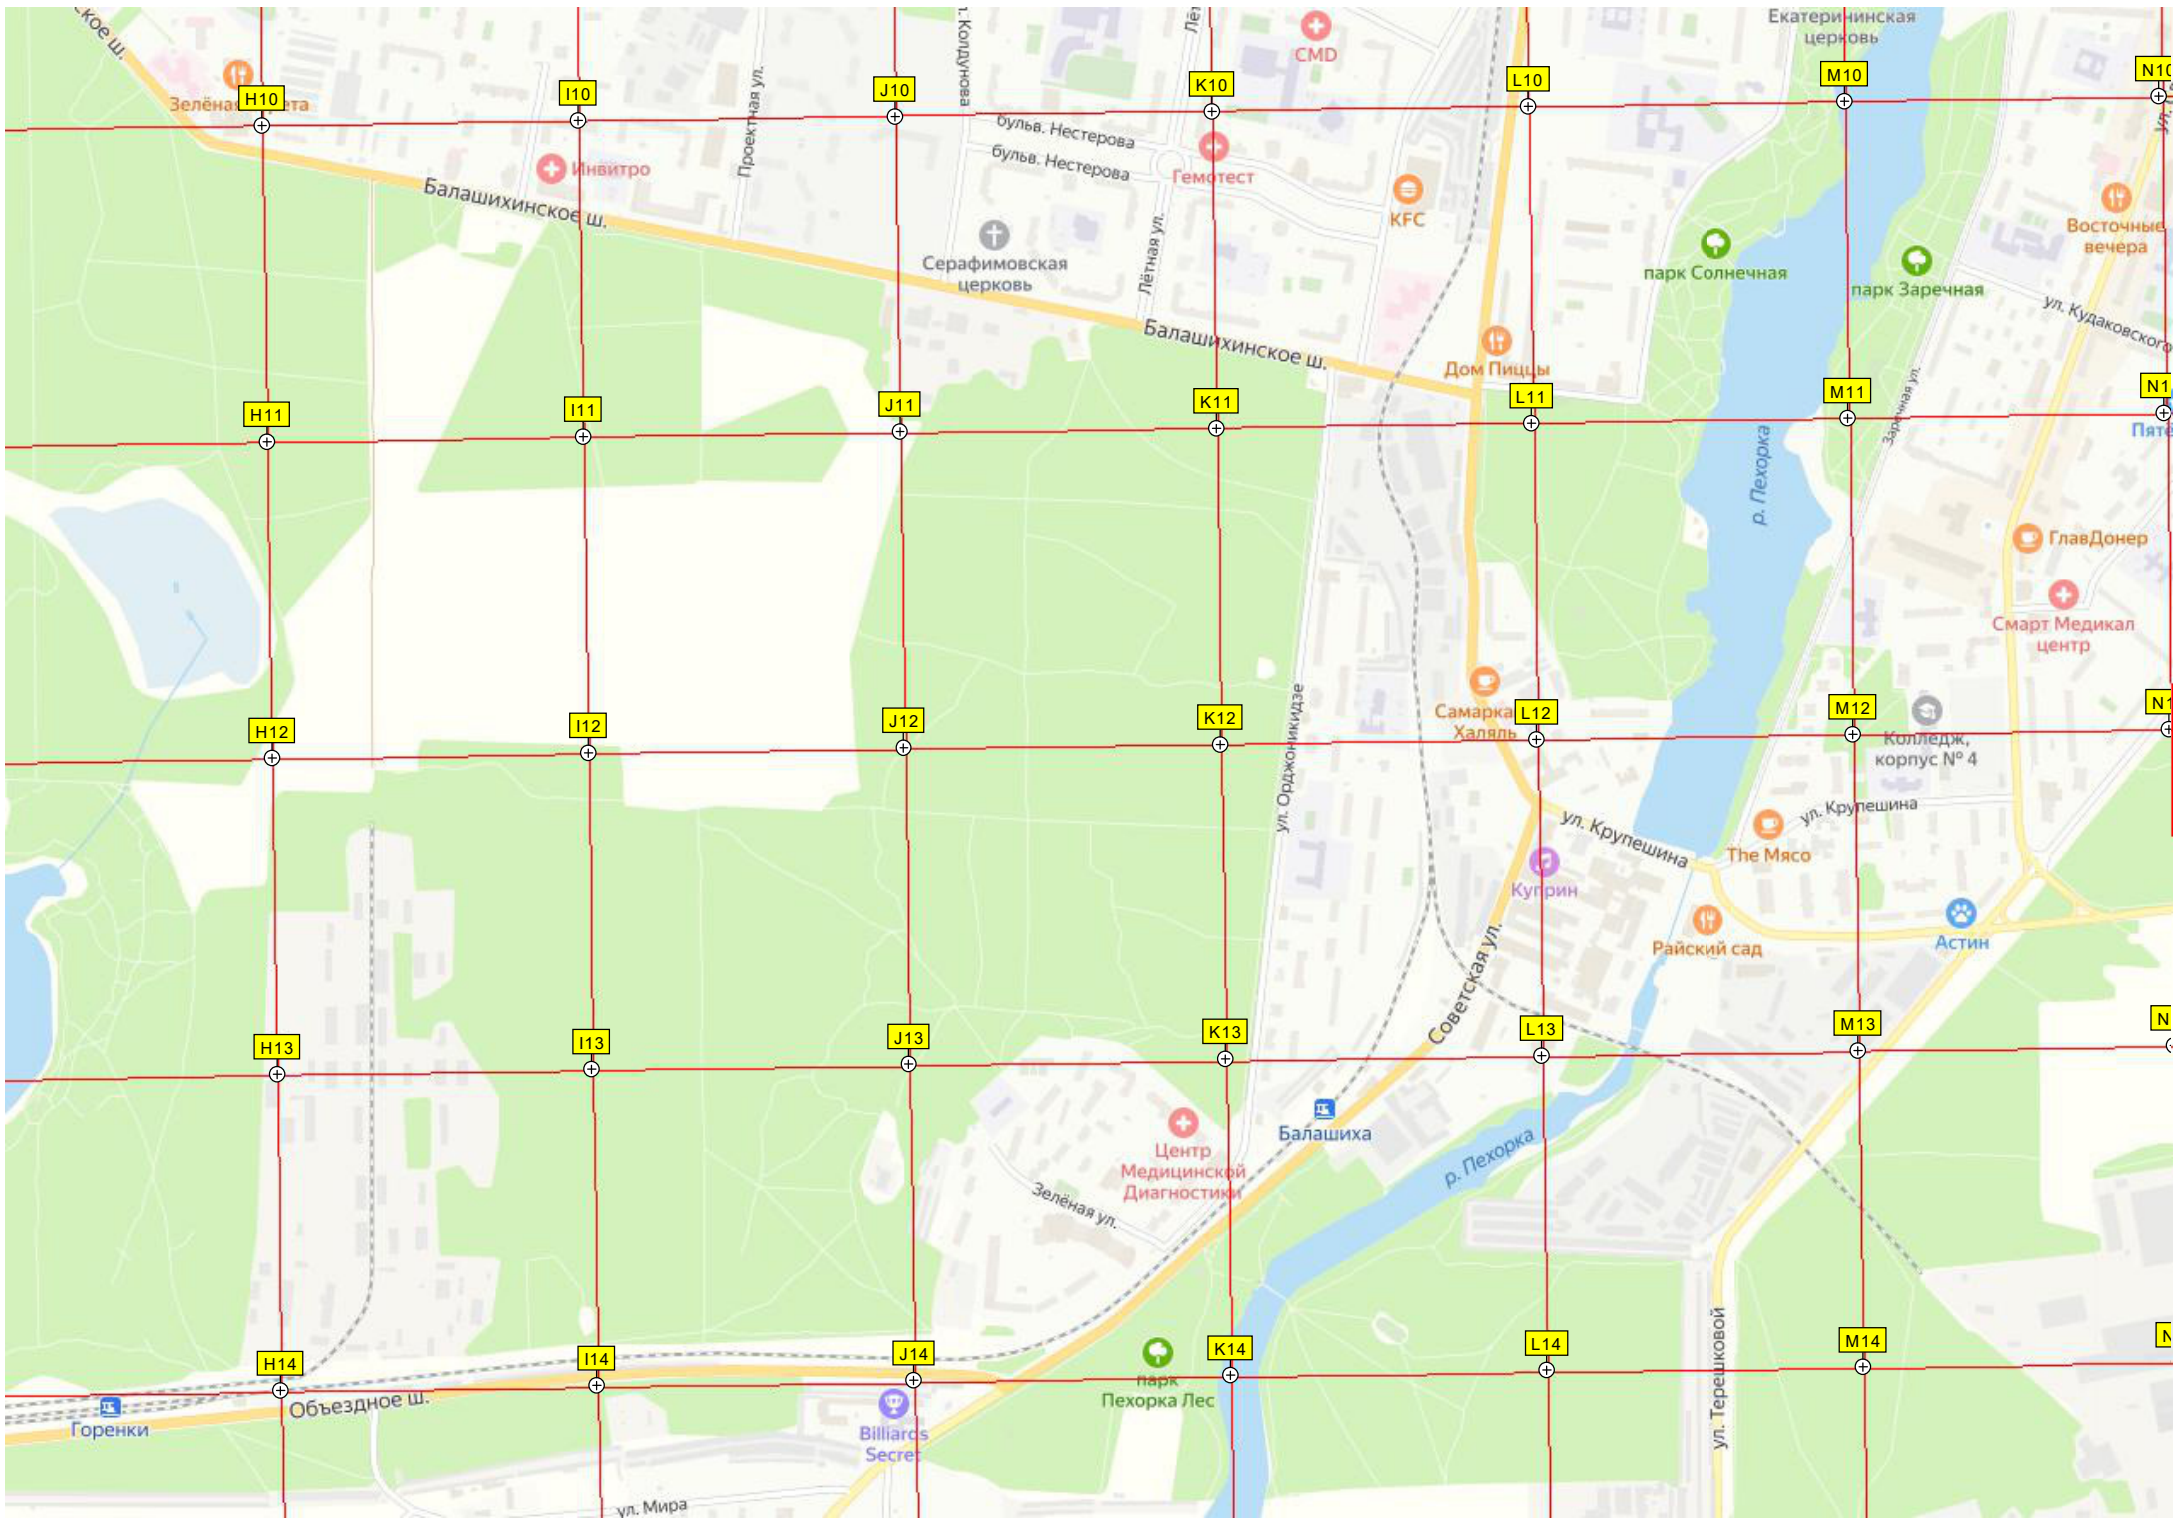 Екатерининская
церковь
ское ш.
CMD
Зелёная
ета
H10
I10
J10
K10
L10
M10
N10
Проектная ул.
Колдунова
бульв. Нестерова
бульв. Нестерова
Инвитро
Гемотест
Балашихинское ш.
KFC
Восточные
вечера
Серафимовская
церковь
Лётная ул.
парк Солнечная
парк Заречная
ул. Кудаковского
Балашихинское ш.
Дом Пиццы
H11
I11
J11
K11
L11
M11
N1
Заречная ул.
Пяте
р. Пехорка
ГлавДонер
Смарт Медикал
центр
Самарка
Халяль
H12
I12
J12
K12
L12
M12
N1
Колледж,
корпус № 4
ул. Орджоникидзе
ул. Крупешина
ул. Крупешина
The Мясо
Куприн
Райский сад
Астин
Советская ул.
H13
I13
J13
K13
L13
M13
N
Балашиха
Центр
Медицинской
Диагностики
р. Пехорка
Зелёная ул.
H14
I14
J14
K14
L14
M14
N
парк
Пехорка Лес
ул. Терешковой
Объездное ш.
Горенки
Billiards
Secret
ул. Мира